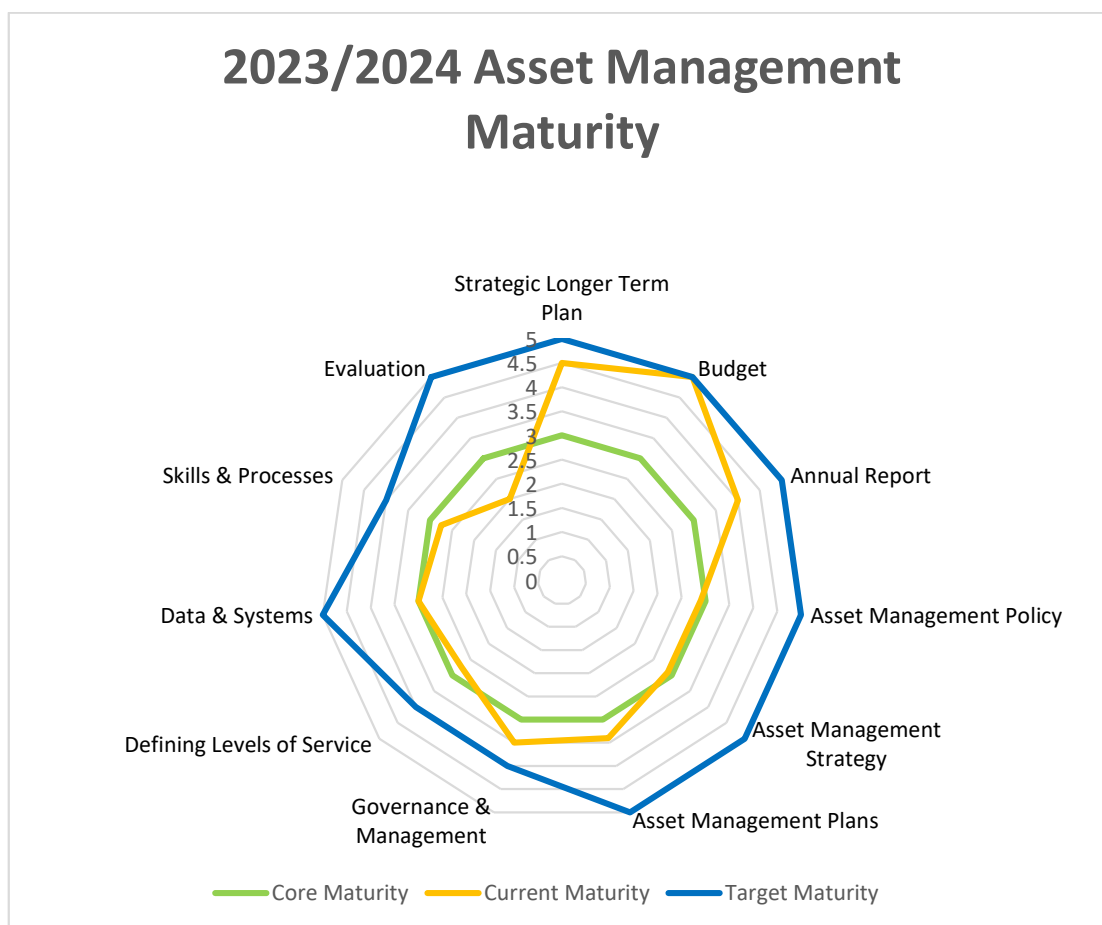 2023/2024 Asset Management
Maturity
Strategic Longer Term
Plan
Budget
Annual Report
Asset Management Policy
Asset Management
Strategy
Asset Management Plans
Governance &
Management
Defining Levels of Service
Data & Systems
Skills & Processes
Evaluation
5
4.5
4
3.5
3
2.5
2
1.5
1
0.5
0
Core Maturity
Current Maturity
Target Maturity